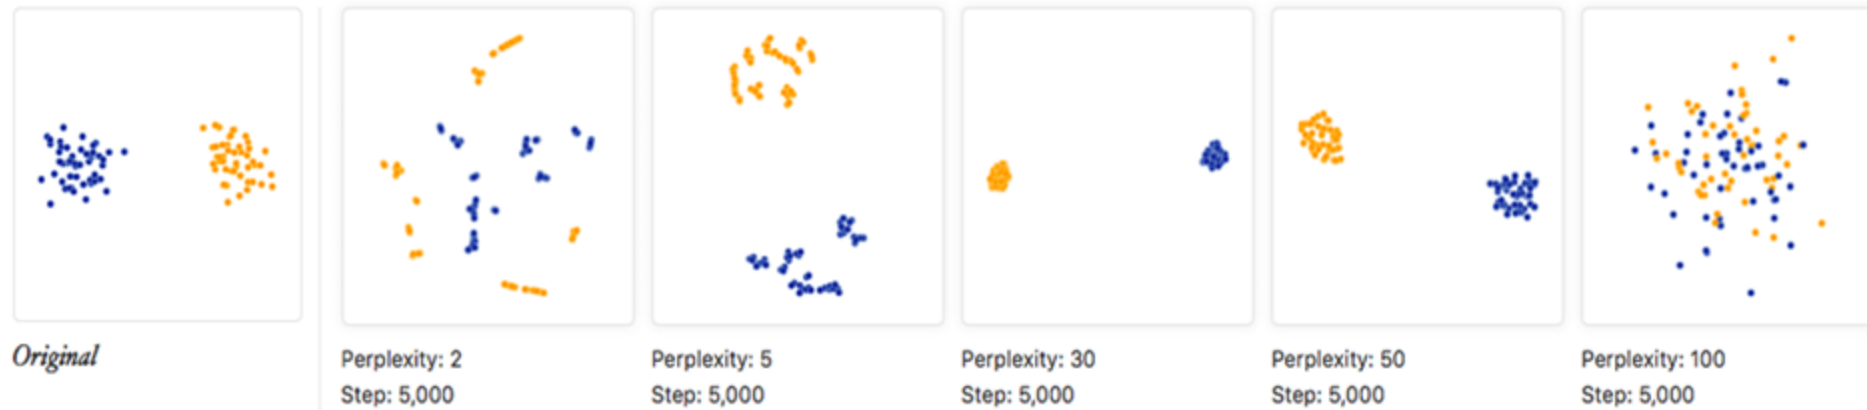 Original
Perplexity: 2
Step: 5,000
Perplexity: 5
Step: 5,000
Perplexity: 30
Step: 5,000
Perplexity: 50
Step: 5,000
Perplexity: 100
Step: 5,000